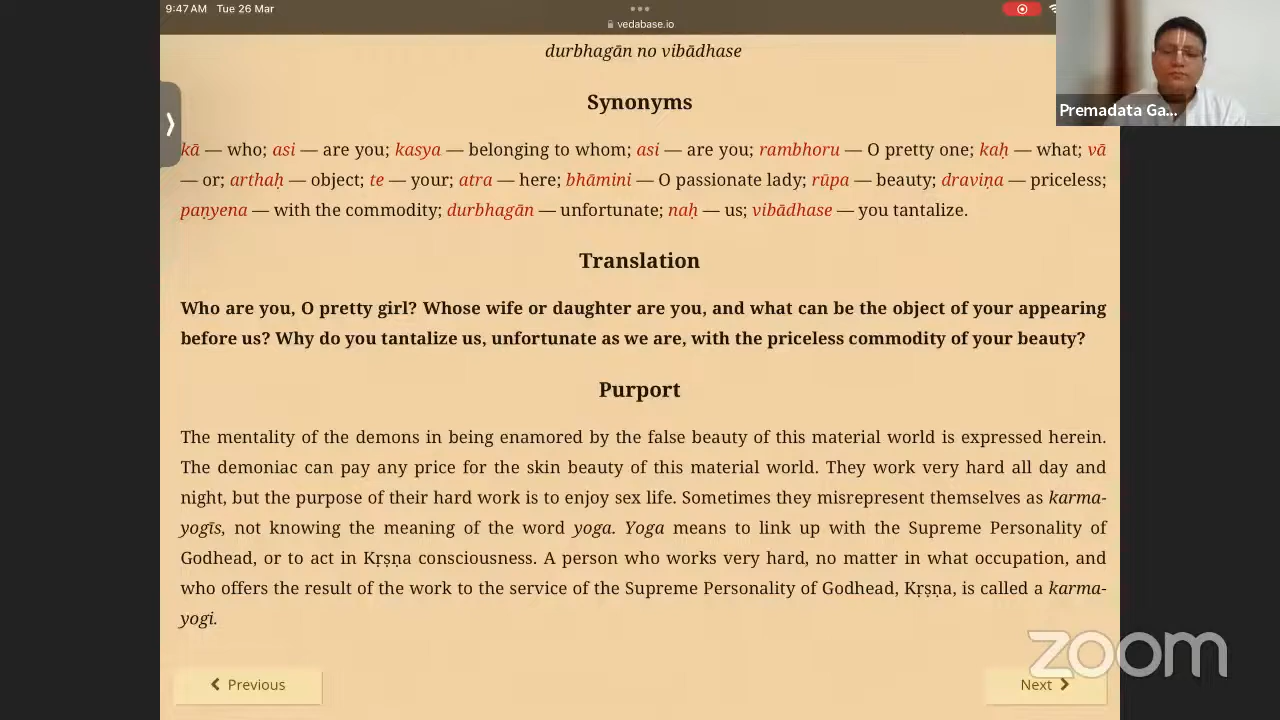 9:47 AM Tue 26 Mar
vedabase.io
durbhagān no vibādhase
Synonyms
kā — who; asi — are you; kasya — belonging to whom; asi — are you; rambhoru — O pretty one; kaḥ — what; vā
— or; arthaḥ — object; te — your; atra — here; bhāmini — O passionate lady; rūpa — beauty; draviṇa — priceless;
paṇyena — with the commodity; durbhagān — unfortunate; naḥ — us; vibādhase — you tantalize.
Translation
Who are you, O pretty girl? Whose wife or daughter are you, and what can be the object of your appearing
before us? Why do you tantalize us, unfortunate as we are, with the priceless commodity of your beauty?
Purport
The mentality of the demons in being enamored by the false beauty of this material world is expressed herein.
The demoniac can pay any price for the skin beauty of this material world. They work very hard all day and
night, but the purpose of their hard work is to enjoy sex life. Sometimes they misrepresent themselves as karma-
yogīs, not knowing the meaning of the word yoga. Yoga means to link up with the Supreme Personality of
Godhead, or to act in Kṛṣṇa consciousness. A person who works very hard, no matter in what occupation, and
who offers the result of the work to the service of the Supreme Personality of Godhead, Kṛṣṇa, is called a karma-
yogī.
Previous
Next
Premadata Ga...
zoom